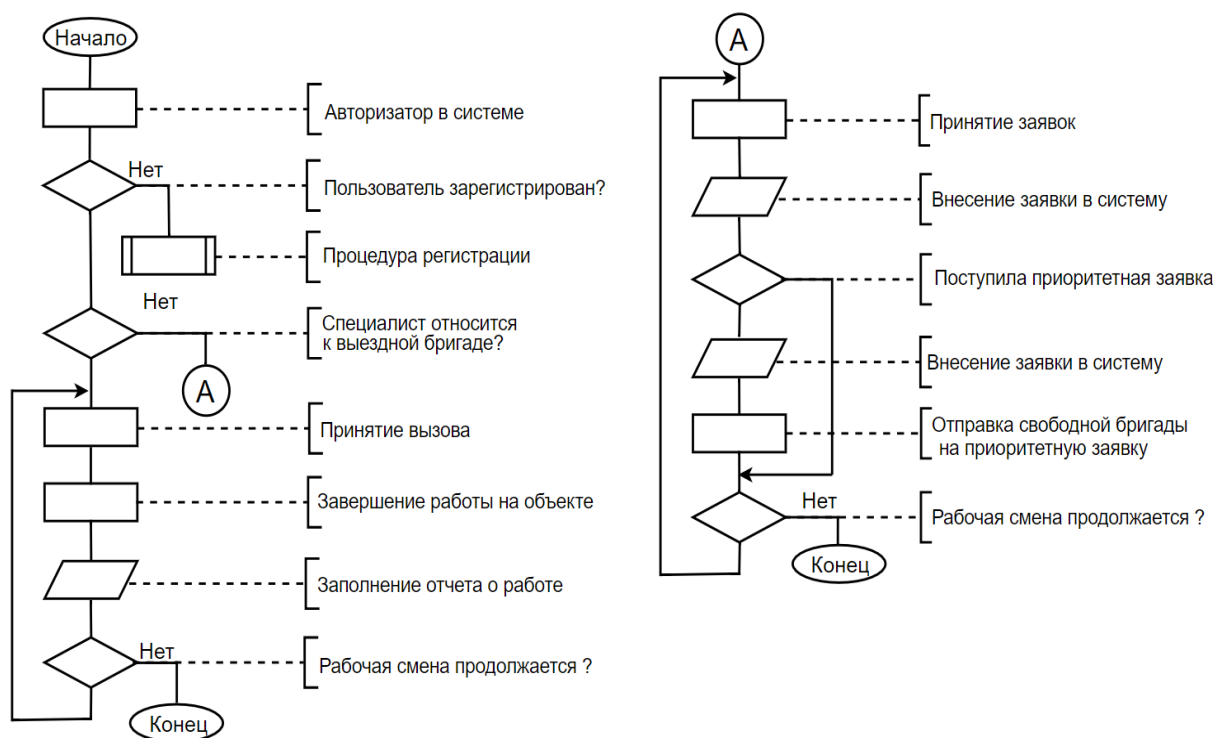 Начало
Авторизатор в системе
Нет
Пользователь зарегистрирован?
Процедура регистрации
Нет
Специалист относится
к выездной бригаде?
А
Принятие вызова
Завершение работы на объекте
Заполнение отчета о работе
Нет
Рабочая смена продолжается ?
Конец
А
Принятие заявок
Внесение заявки в систему
Поступила приоритетная заявка
Внесение заявки в систему
Отправка свободной бригады
на приоритетную заявку
Нет
Рабочая смена продолжается ?
Конец